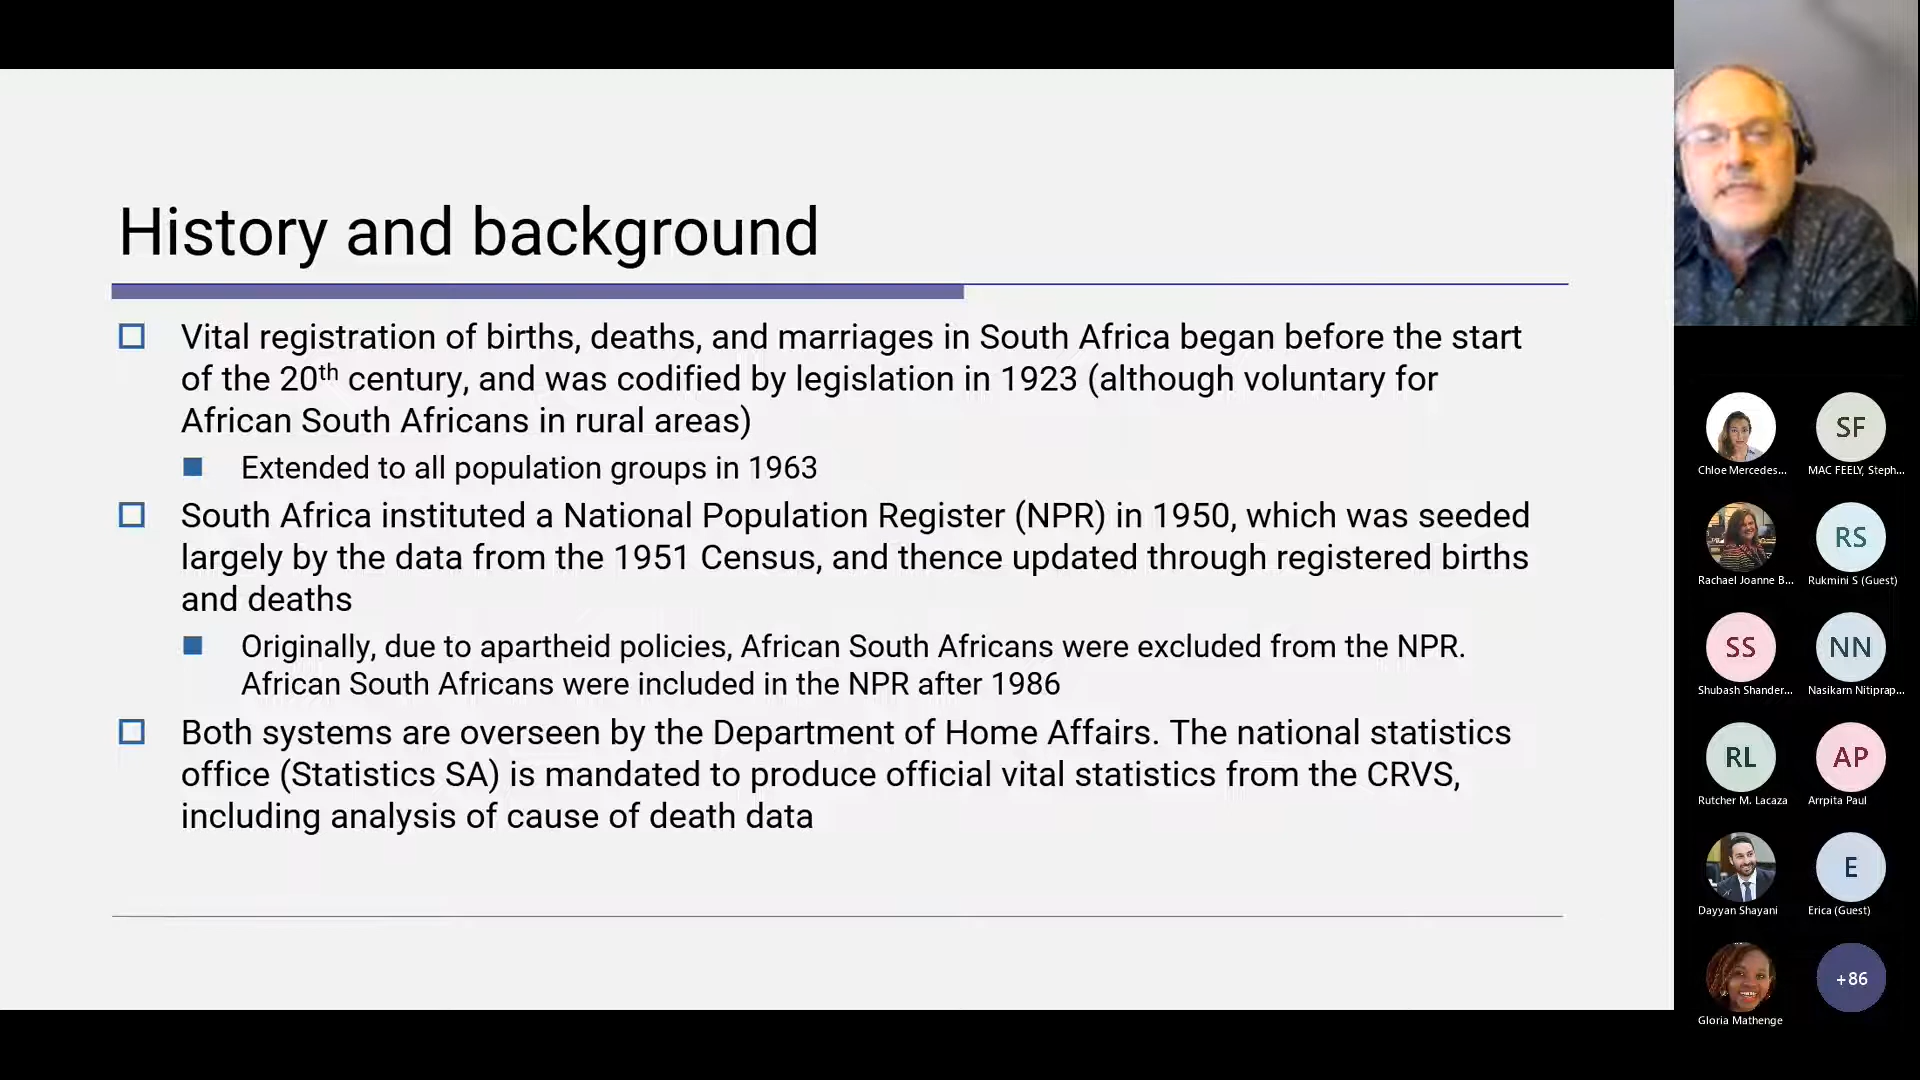 History and background
Vital registration of births, deaths, and marriages in South Africa began before the start
of the 20th century, and was codified by legislation in 1923 (although voluntary for
African South Africans in rural areas)
Extended to all population groups in 1963
South Africa instituted a National Population Register (NPR) in 1950, which was seeded
largely by the data from the 1951 Census, and thence updated through registered births
and deaths
Originally, due to apartheid policies, African South Africans were excluded from the NPR.
African South Africans were included in the NPR after 1986
Both systems are overseen by the Department of Home Affairs. The national statistics
office (Statistics SA) is mandated to produce official vital statistics from the CRVS,
including analysis of cause of death data
SF
Chloe Mercedes...
MAC FEELY, Steph...
RS
Rachael Joanne B...
Rukmini S (Guest)
SS
NN
Shubash Shander...
Nasikarn Nitiprap...
RL
AP
Rutcher M. Lacaza
Arrpita Paul
E
Dayyan Shayani
Erica (Guest)
+86
Gloria Mathenge